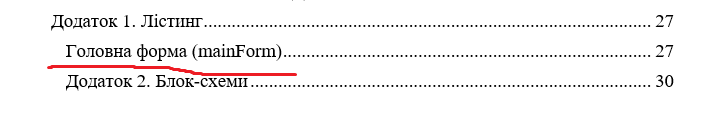 Додаток 1. Лістинг.......................................................................................................... 27
Головна форма (mainForm)........................................................................................ 27
Додаток 2. Блок-схеми................................................................................................ 30